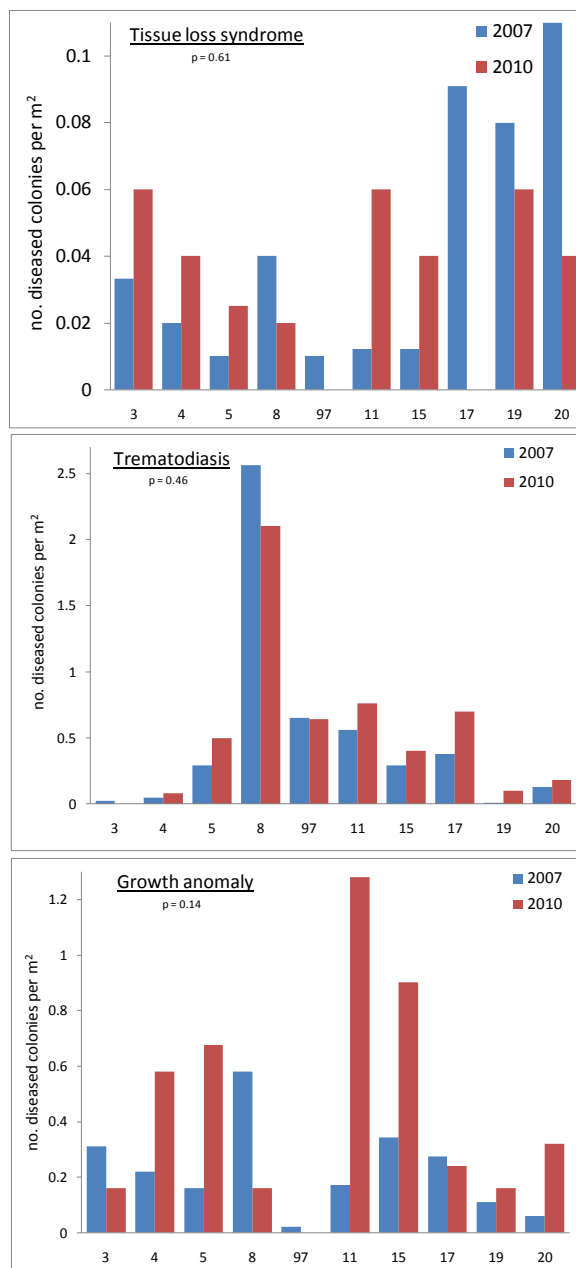 Tissue loss syndrome
p = 0.61
2007
2010
no. diseased colonies per m²
0.1
0.08
0.06
0.04
0.02
0
3 4 5 8 97 11 15 17 19 20
Trematodiasis
p = 0.46
2007
2010
no. diseased colonies per m²
2.5
2
1.5
1
0.5
0
3 4 5 8 97 11 15 17 19 20
Growth anomaly
p = 0.14
2007
2010
no. diseased colonies per m²
1.2
1
0.8
0.6
0.4
0.2
0
3 4 5 8 97 11 15 17 19 20